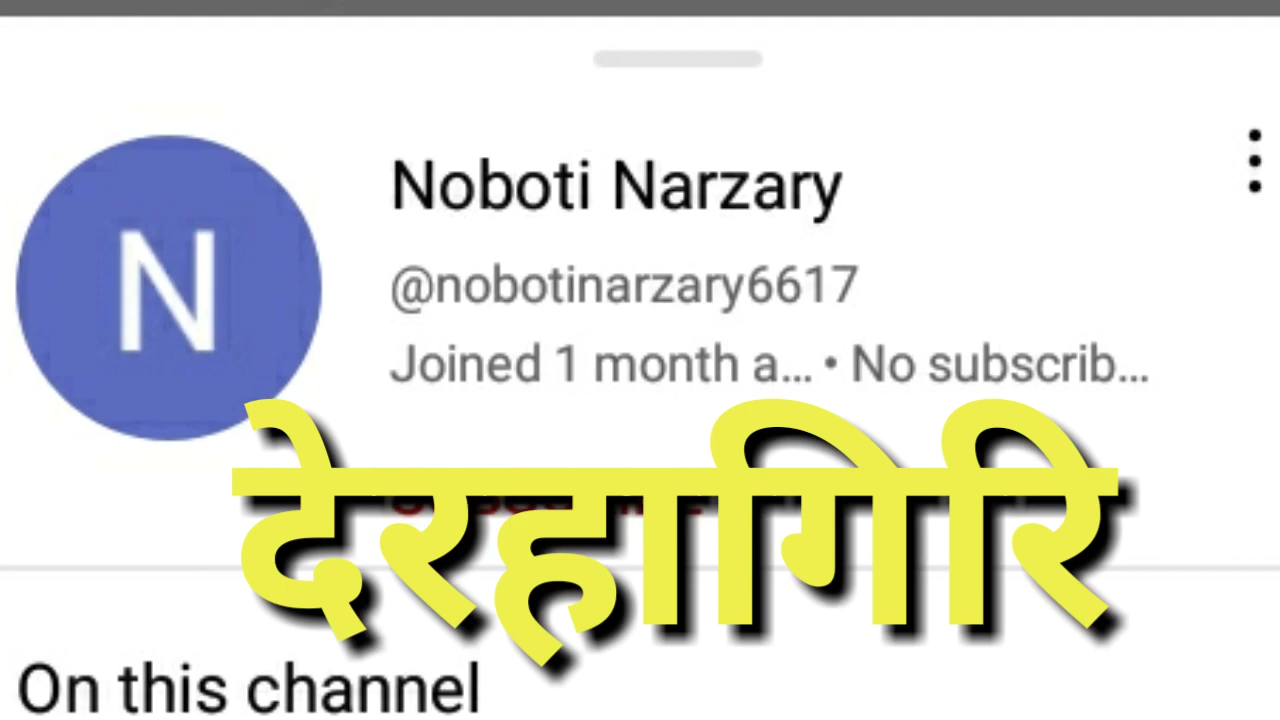 N
Noboti Narzary
@nobotinarzary6617
Joined 1 month a... • No subscrib...
देरहागिरि
On this channel